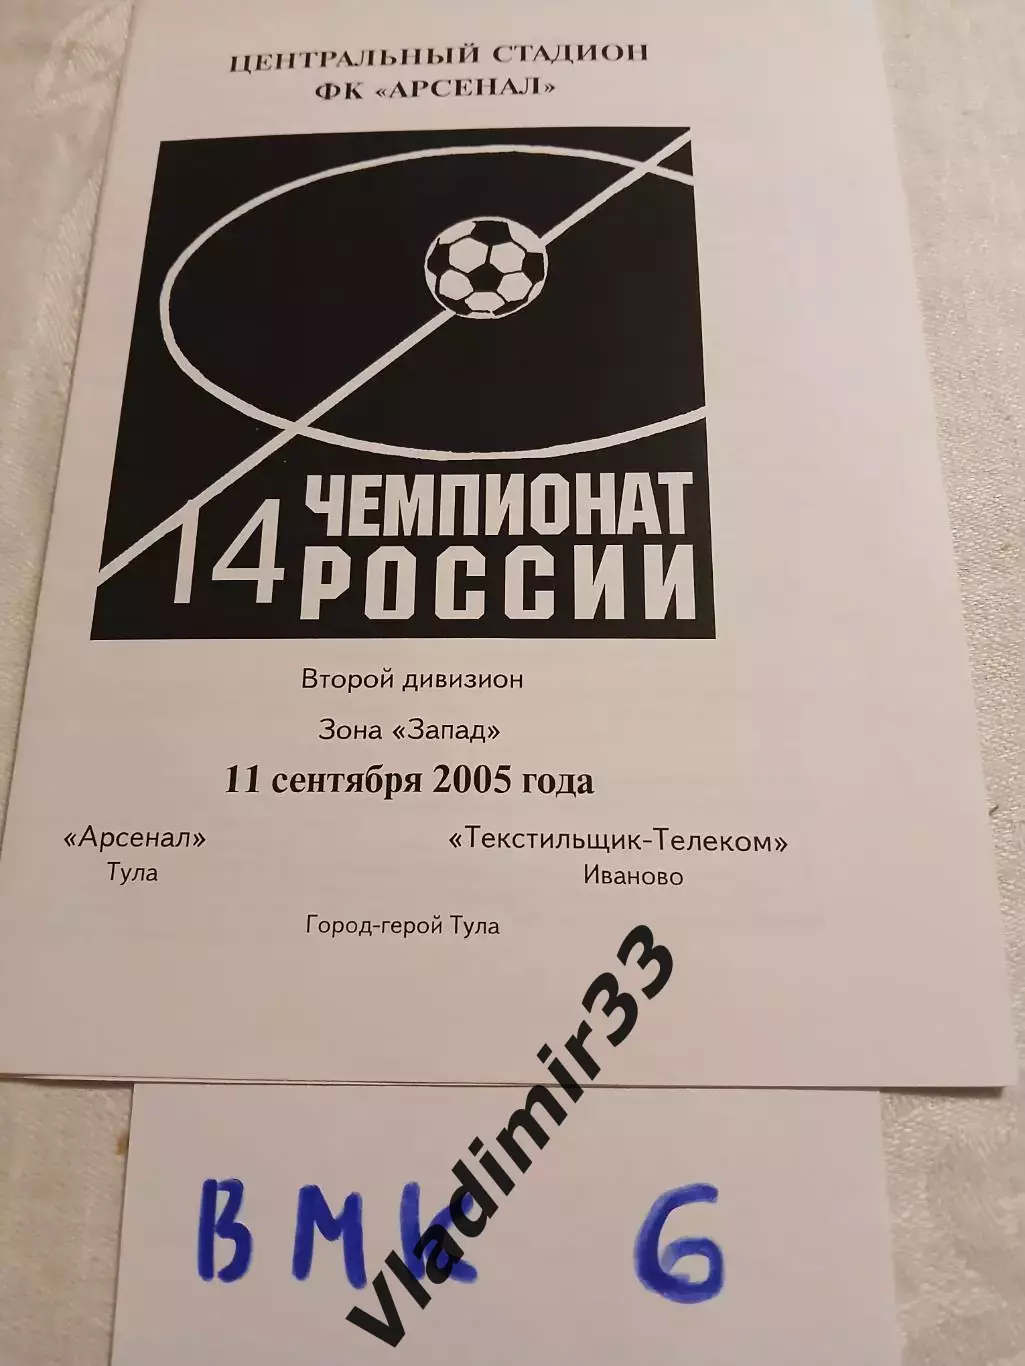 ЦЕНТРАЛЬНЫЙ СТАДИОН
ФК «АРСЕНАЛ»
14 ЧЕМПИОНАТ
РОССИИ
Второй дивизион
Зона «Запад»
11 сентября 2005 года
«Арсенал» «Текстильщик-Телеком»
Тула Иваново
Город-герой Тула
Vladimir33
ВМК 6